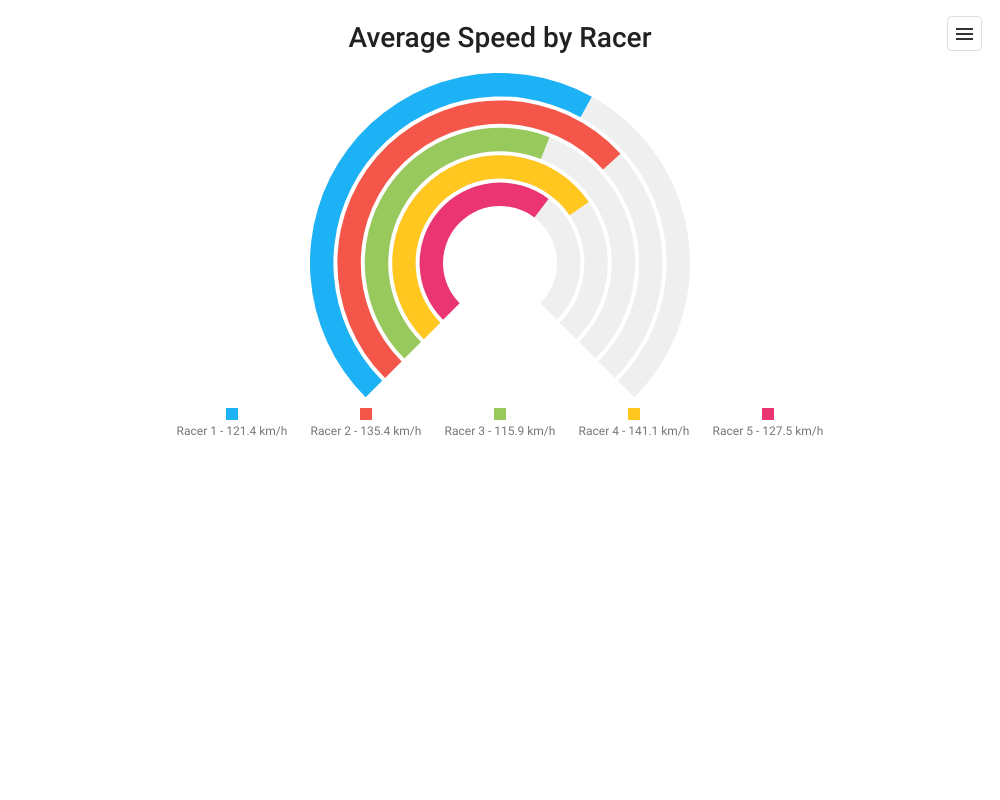 Average Speed by Racer
Racer 1 - 121.4 km/h
Racer 2 - 135.4 km/h
Racer 3 - 115.9 km/h
Racer 4 - 141.1 km/h
Racer 5 - 127.5 km/h